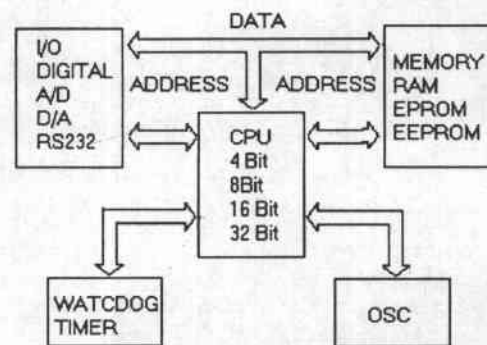 DATA
I/O
DIGITAL
A/D
D/A
RS232
ADDRESS
ADDRESS
MEMORY
RAM
EPROM
EEPROM
CPU
4 Bit
8Bit
16 Bit
32 Bit
WATCDOG
TIMER
OSC